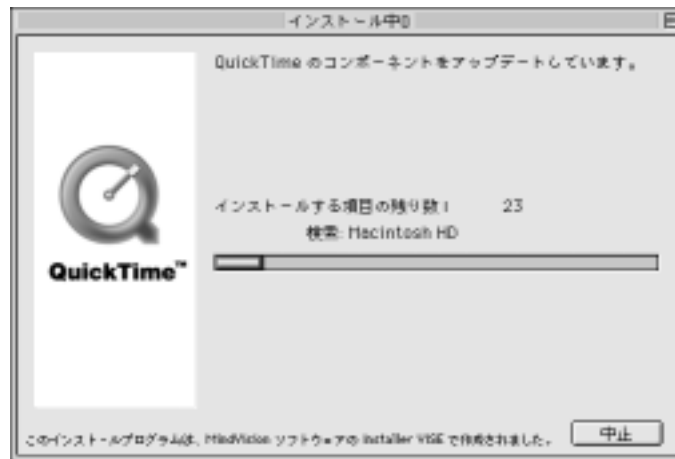 インストール中
QuickTime のコンポーネントをアップデートしています。
インストールする項目の残り数： 23
検索: Macintosh HD
QuickTime™
このインストールプログラムは、MindVision ソフトウェアの Installer VISE で作成されました。
中止